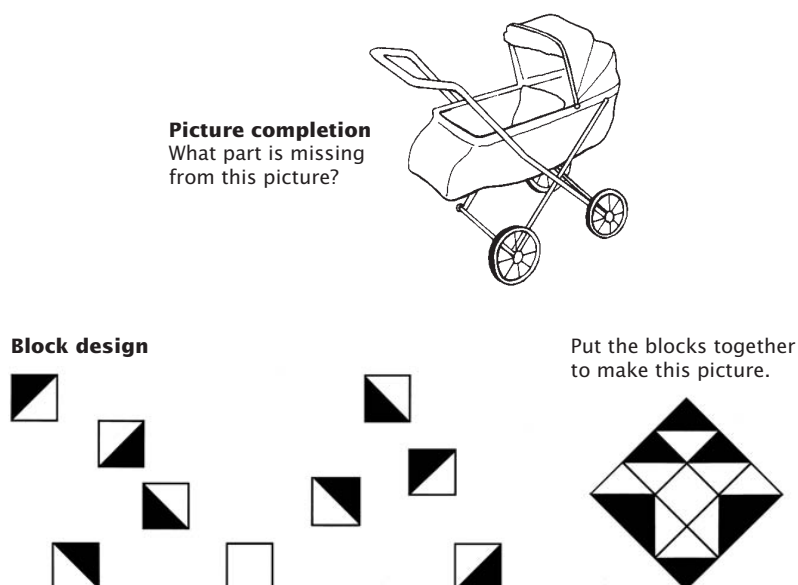 Picture completion
What part is missing
from this picture?
Block design
Put the blocks together
to make this picture.